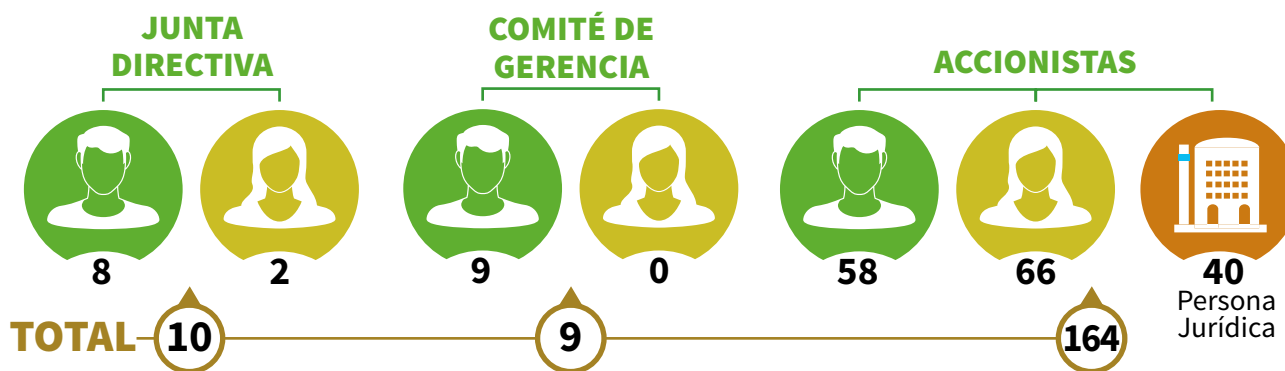 JUNTA
DIRECTIVA
COMITÉ DE
GERENCIA
ACCIONISTAS
8
2
9
0
58
66
40
Persona
Jurídica
TOTAL
10
9
164